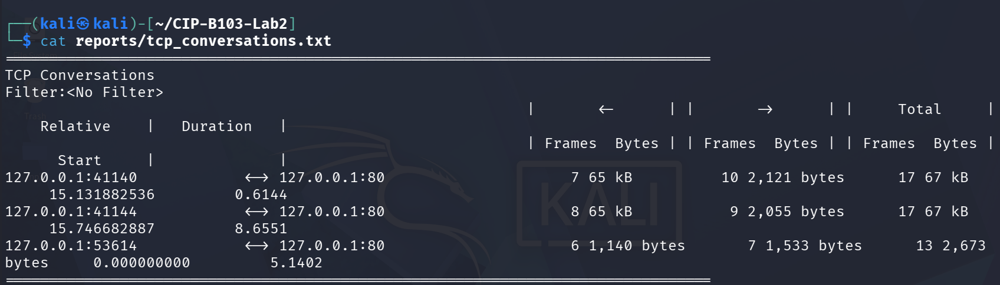 ┌──(kali㉿kali)-[~/CIP-B103-Lab2]
└─$ cat reports/tcp_conversations.txt
================================================================================
TCP Conversations
Filter:<No Filter>
| <- | | -> | | Total |
Relative | Duration |
| Frames Bytes | | Frames Bytes | | Frames Bytes |
Start | |
127.0.0.1:41140 <-> 127.0.0.1:80 7 65 kB 10 2,121 bytes 17 67 kB
15.131882536 0.6144
127.0.0.1:41144 <-> 127.0.0.1:80 8 65 kB 9 2,055 bytes 17 67 kB
15.746682887 8.6551
127.0.0.1:53614 <-> 127.0.0.1:80 6 1,140 bytes 7 1,533 bytes 13 2,673
bytes 0.000000000 5.1402
================================================================================
File System
Trash
KALI